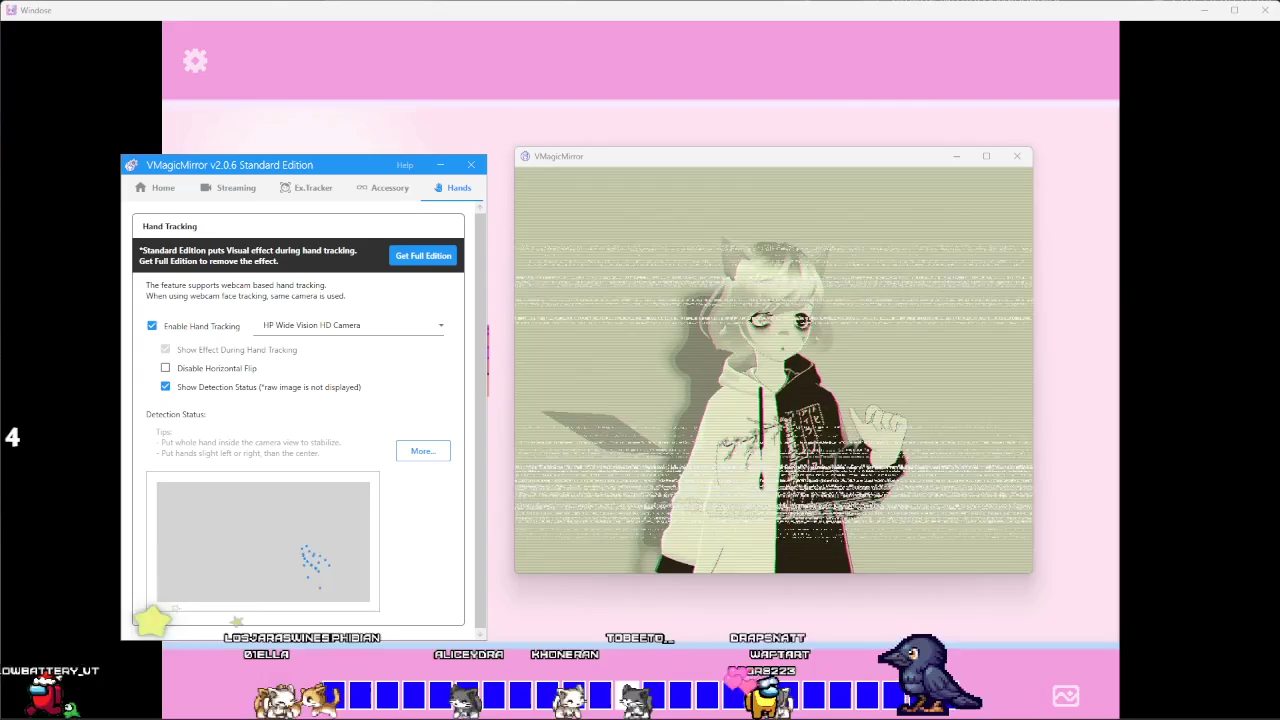 Windose
VMagicMirror v2.0.6 Standard Edition
Help
Home
Streaming
Ex.Tracker
Accessory
Hands
Hand Tracking
*Standard Edition puts Visual effect during hand tracking.
Get Full Edition to remove the effect.
Get Full Edition
The feature supports webcam based hand tracking.
When using webcam face tracking, same camera is used.
Enable Hand Tracking
HP Wide Vision HD Camera
Show Effect During Hand Tracking
Disable Horizontal Flip
Show Detection Status (*raw image is not displayed)
Detection Status:
Tips:
- Put whole hand inside the camera view to stabilize.
- Put hands slight left or right, than the center.
More...
VMagicMirror
4
TOBEETO_
01ELLA
ALICEYDRA
KHONERAN
WAPTART
LOWBATTERY_VT